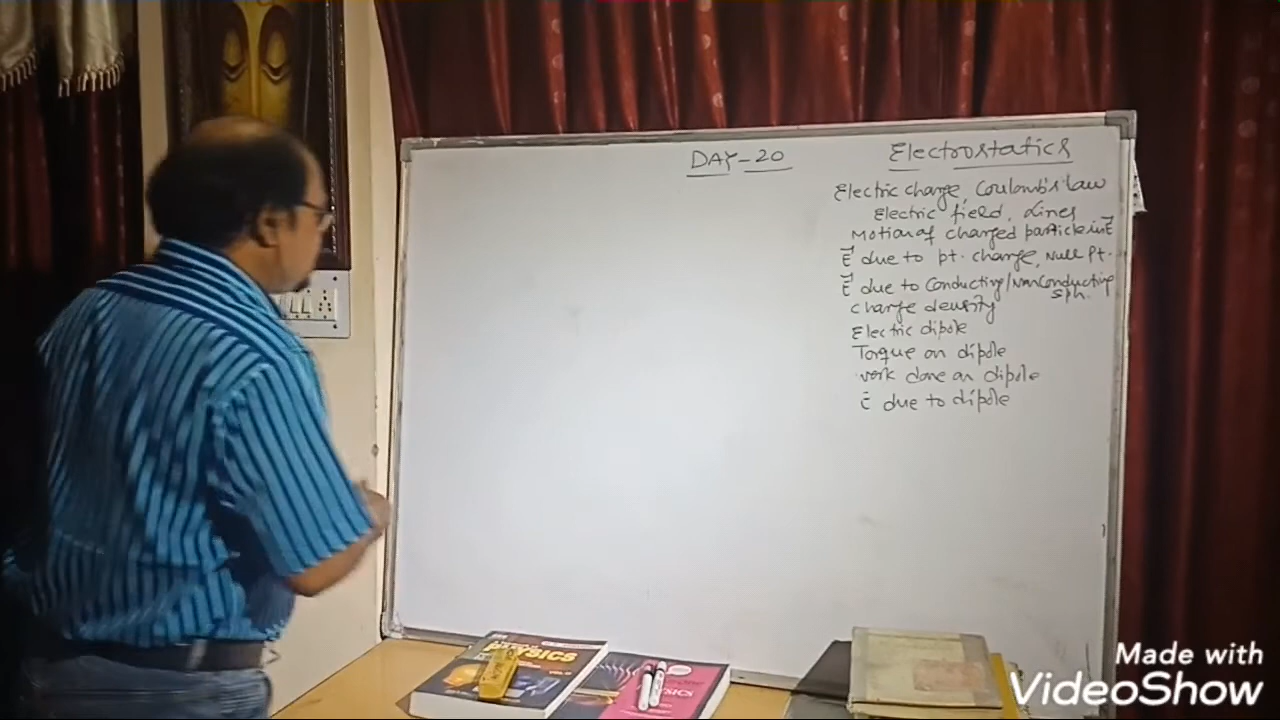 DAY-20
Electrostatics
Electric charge, Coulomb's law
Electric field, Lines
Motion of charged particle in E⃗
E⃗ due to pt. charge, Null Pt.
E⃗ due to Conducting/NonConducting
Sph.
charge density
Electric dipole
Torque on dipole
work done on dipole
E⃗ due to dipole
PHYSICS
PHYSICS
Made with
VideoShow